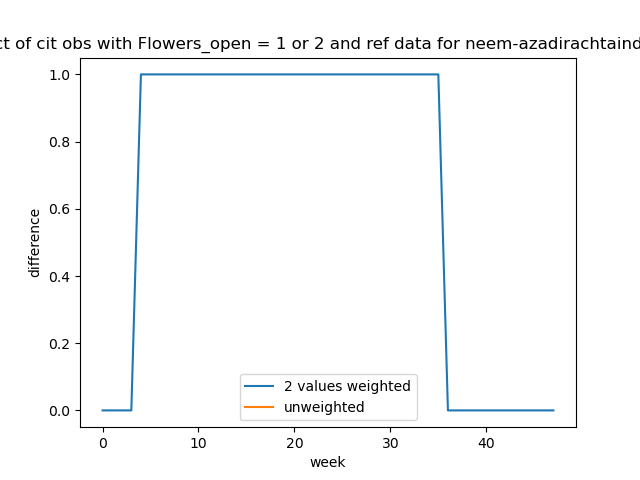 ct of cit obs with Flowers_open = 1 or 2 and ref data for neem-azadirachtaind
1.0
0.8
0.6
0.4
0.2
0.0
difference
2 values weighted
unweighted
0 10 20 30 40
week